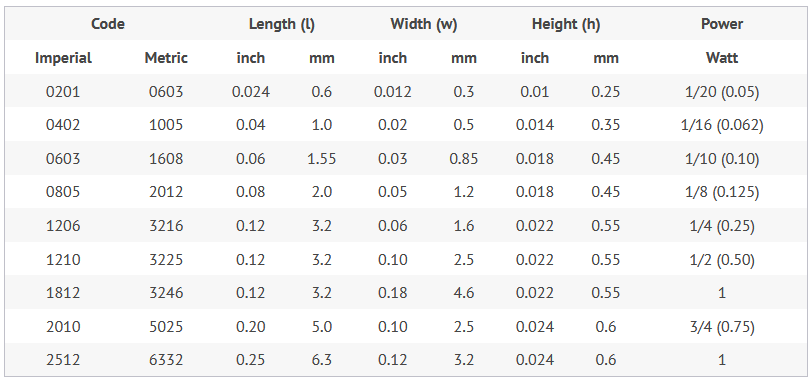 Code Length (l) Width (w) Height (h) Power
Imperial Metric inch mm inch mm inch mm Watt
0201 0603 0.024 0.6 0.012 0.3 0.01 0.25 1/20 (0.05)
0402 1005 0.04 1.0 0.02 0.5 0.014 0.35 1/16 (0.062)
0603 1608 0.06 1.55 0.03 0.85 0.018 0.45 1/10 (0.10)
0805 2012 0.08 2.0 0.05 1.2 0.018 0.45 1/8 (0.125)
1206 3216 0.12 3.2 0.06 1.6 0.022 0.55 1/4 (0.25)
1210 3225 0.12 3.2 0.10 2.5 0.022 0.55 1/2 (0.50)
1812 3246 0.12 3.2 0.18 4.6 0.022 0.55 1
2010 5025 0.20 5.0 0.10 2.5 0.024 0.6 3/4 (0.75)
2512 6332 0.25 6.3 0.12 3.2 0.024 0.6 1